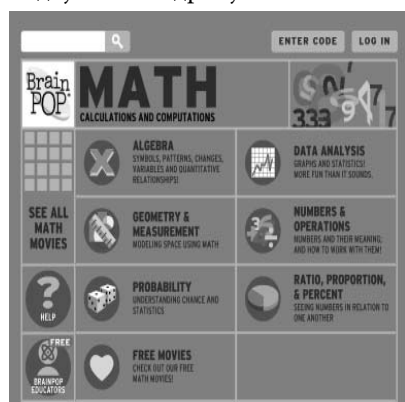 ENTER CODE LOG IN
Brain
POP
MATH
CALCULATIONS AND COMPUTATIONS
333
SEE ALL
MATH
MOVIES
ALGEBRA
SYMBOLS, PATTERNS, CHANGES,
VARIABLES AND QUANTITATIVE
RELATIONSHIPS!
DATA ANALYSIS
GRAPHS AND STATISTICS!
MORE FUN THAN IT SOUNDS.
GEOMETRY &
MEASUREMENT
MODELING SPACE USING MATH
NUMBERS &
OPERATIONS
NUMBERS AND THEIR MEANING;
AND HOW TO WORK WITH THEM!
HELP
PROBABILITY
UNDERSTANDING CHANCE AND
STATISTICS
RATIO, PROPORTION,
& PERCENT
SEEING NUMBERS IN RELATION TO
ONE ANOTHER
FREE
BRAINPOP
EDUCATORS
FREE MOVIES
CHECK OUT OUR FREE
MATH MOVIES!